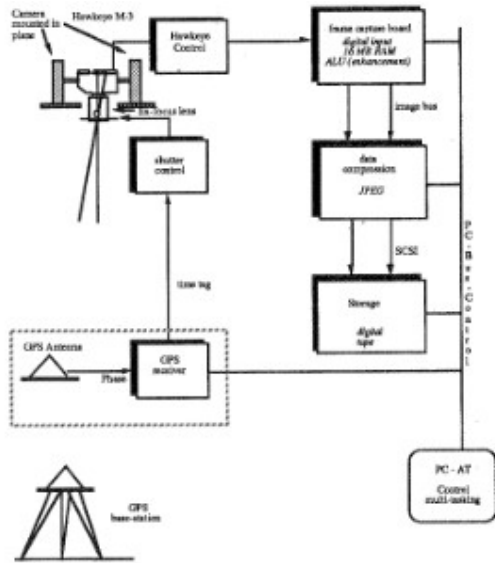 Camera
mounted in
plane
Hawkeye M-3
Hawkeye
Control
frame capture board
digital input
16 MB RAM
ALU (enhancement)
image bus
in-focus lens
shutter
control
data
compression
JPEG
SCSI
PC-Bus-Control
time tag
Storage
digital
tape
GPS Antenna
Phase
GPS
receiver
PC - AT
Control
multi-tasking
GPS
base-station